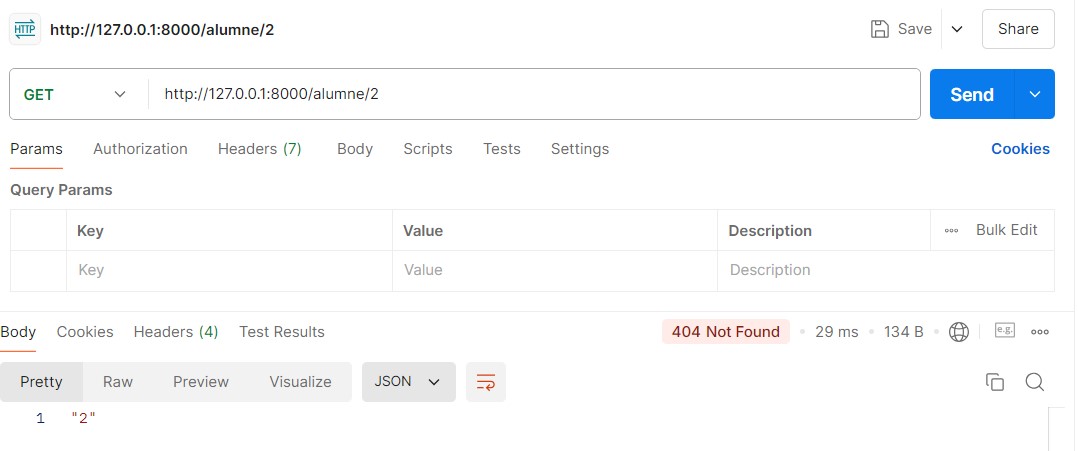 HTTP http://127.0.0.1:8000/alumne/2 Save Share
GET http://127.0.0.1:8000/alumne/2 Send
Params Authorization Headers (7) Body Scripts Tests Settings Cookies
Query Params
Key Value Description Bulk Edit
Key Value Description
Body Cookies Headers (4) Test Results 404 Not Found 29 ms 134 B e.g.
Pretty Raw Preview Visualize JSON
1 "2"